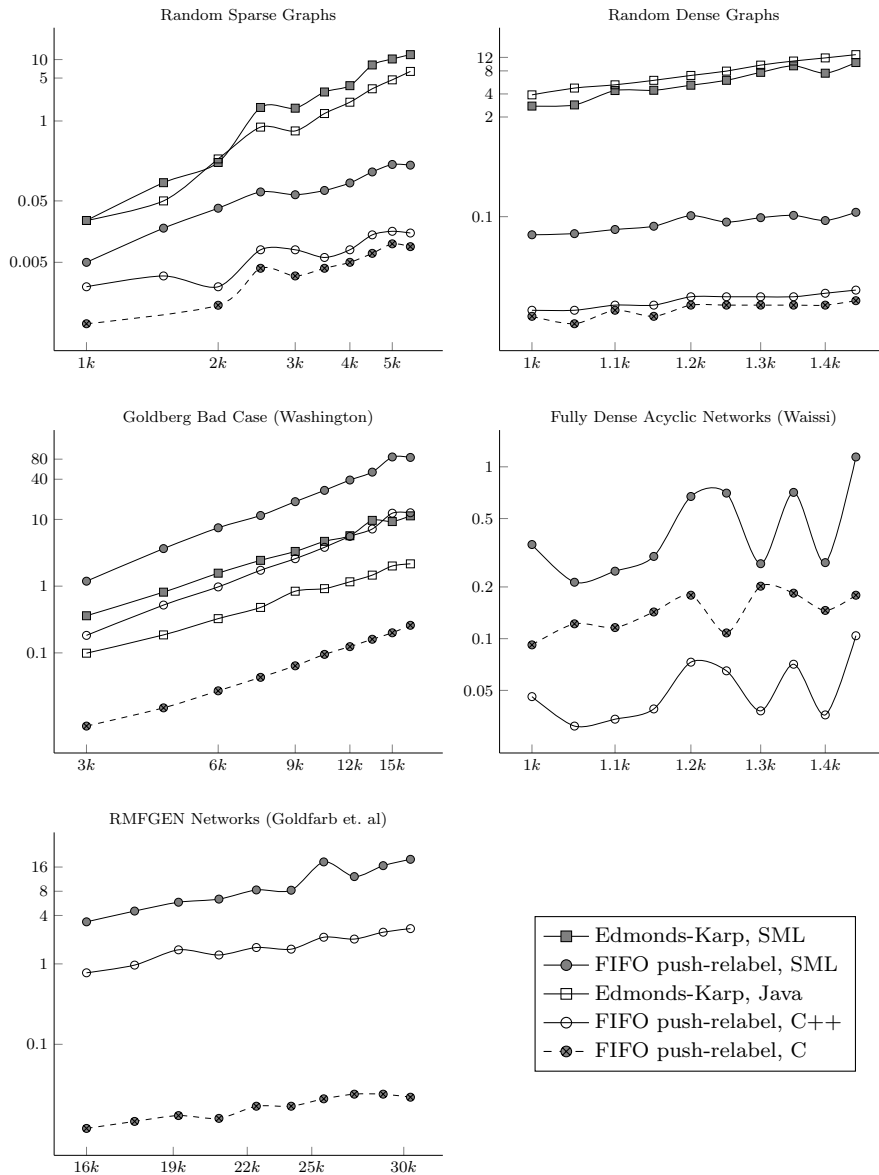 Random Sparse Graphs
10
5
1
0.05
0.005
1k 2k 3k 4k 5k
Random Dense Graphs
12
8
4
2
0.1
1k 1.1k 1.2k 1.3k 1.4k
Goldberg Bad Case (Washington)
80
40
10
1
0.1
3k 6k 9k 12k 15k
Fully Dense Acyclic Networks (Waissi)
1
0.5
0.2
0.1
0.05
1k 1.1k 1.2k 1.3k 1.4k
RMFGEN Networks (Goldfarb et. al)
16
8
4
1
0.1
16k 19k 22k 25k 30k
Edmonds-Karp, SML
FIFO push-relabel, SML
Edmonds-Karp, Java
FIFO push-relabel, C++
FIFO push-relabel, C